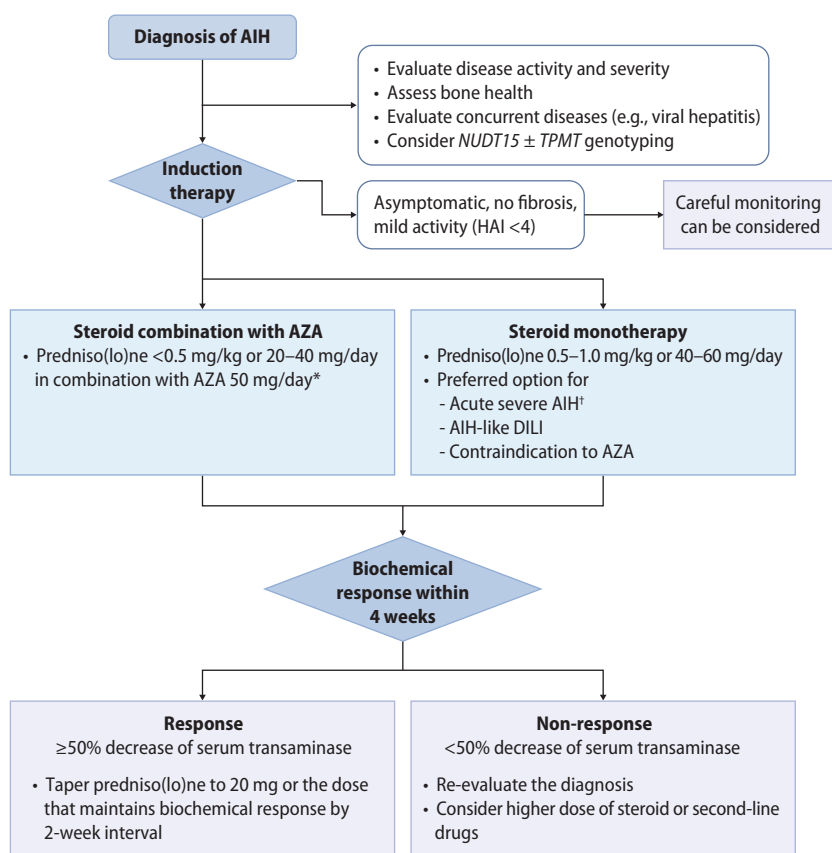 Diagnosis of AIH
• Evaluate disease activity and severity
• Assess bone health
• Evaluate concurrent diseases (e.g., viral hepatitis)
• Consider NUDT15 ± TPMT genotyping
Induction
therapy
Asymptomatic, no fibrosis,
mild activity (HAI <4)
Careful monitoring
can be considered
Steroid combination with AZA
• Predniso(lo)ne <0.5 mg/kg or 20–40 mg/day
in combination with AZA 50 mg/day*
Steroid monotherapy
• Predniso(lo)ne 0.5–1.0 mg/kg or 40–60 mg/day
• Preferred option for
- Acute severe AIH†
- AIH-like DILI
- Contraindication to AZA
Biochemical
response within
4 weeks
Response
≥50% decrease of serum transaminase
• Taper predniso(lo)ne to 20 mg or the dose
that maintains biochemical response by
2-week interval
Non-response
<50% decrease of serum transaminase
• Re-evaluate the diagnosis
• Consider higher dose of steroid or second-line
drugs